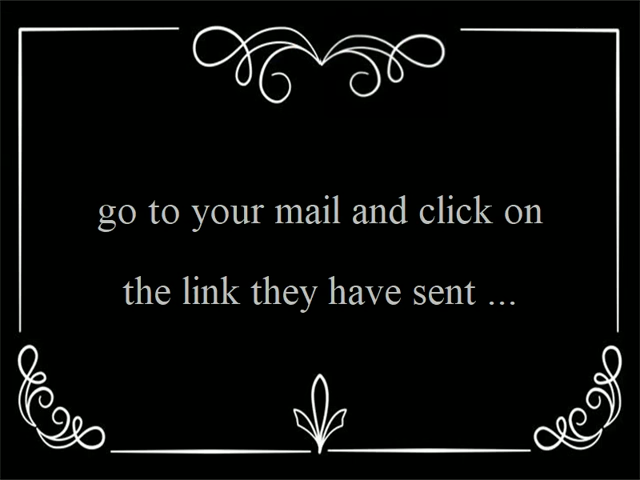 go to your mail and click on
the link they have sent ...